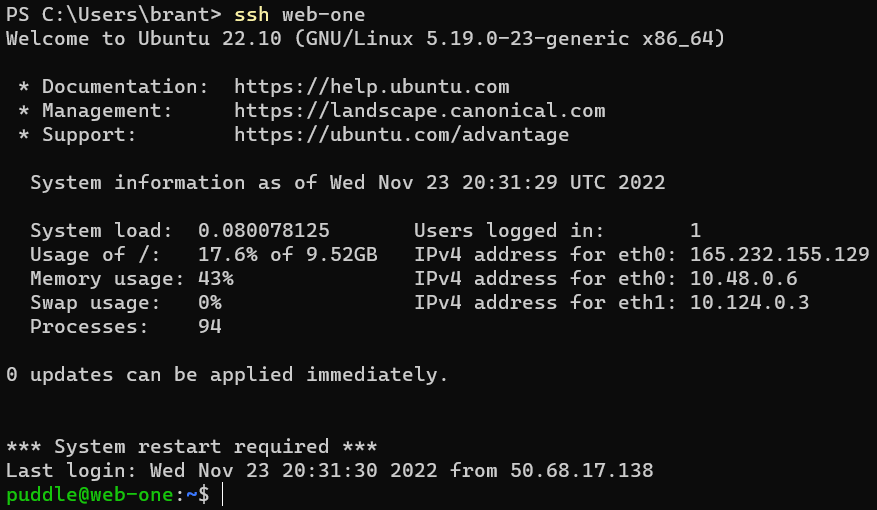 PS C:\Users\brant> ssh web-one
Welcome to Ubuntu 22.10 (GNU/Linux 5.19.0-23-generic x86_64)

 * Documentation:  https://help.ubuntu.com
 * Management:     https://landscape.canonical.com
 * Support:        https://ubuntu.com/advantage

  System information as of Wed Nov 23 20:31:29 UTC 2022

  System load:  0.080078125       Users logged in:       1
  Usage of /:   17.6% of 9.52GB   IPv4 address for eth0: 165.232.155.129
  Memory usage: 43%               IPv4 address for eth0: 10.48.0.6
  Swap usage:   0%                IPv4 address for eth1: 10.124.0.3
  Processes:    94

0 updates can be applied immediately.


*** System restart required ***
Last login: Wed Nov 23 20:31:30 2022 from 50.68.17.138
puddle@web-one:~$